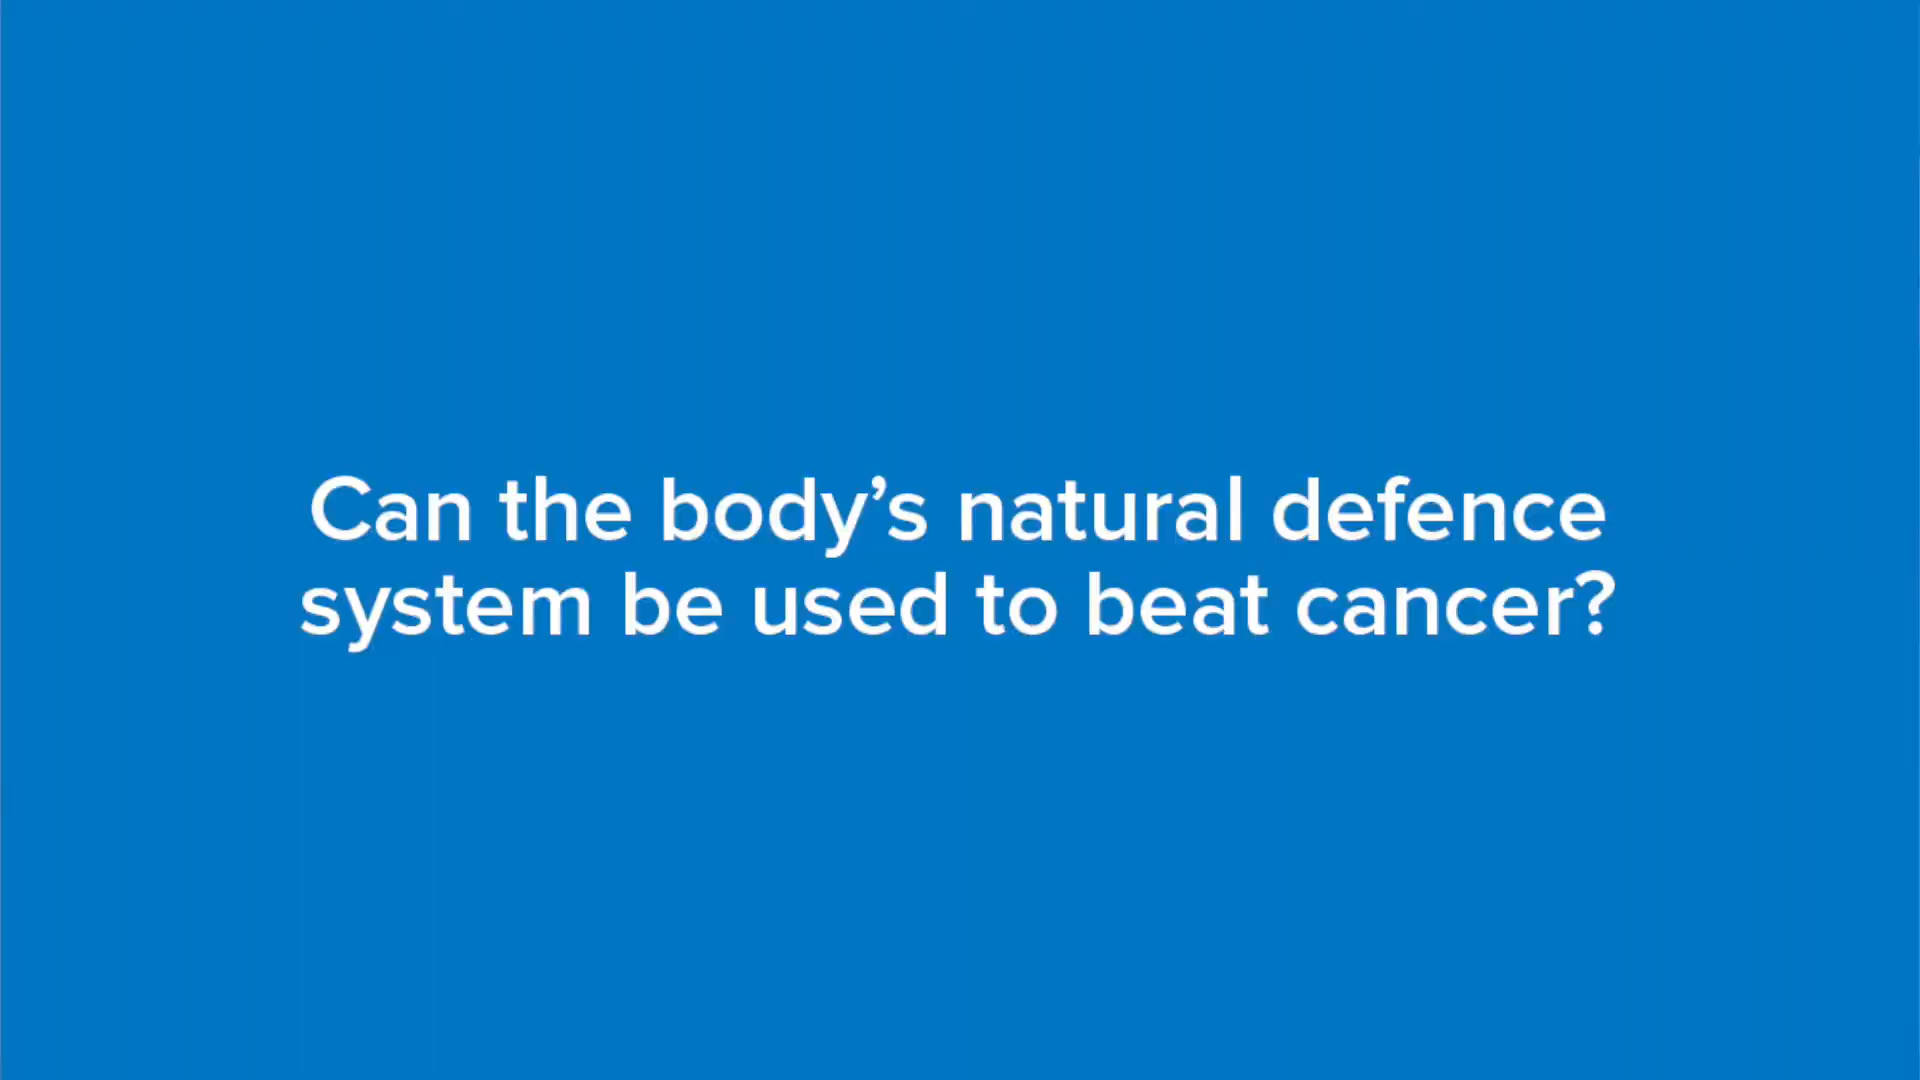 Can the body’s natural defence
system be used to beat cancer?